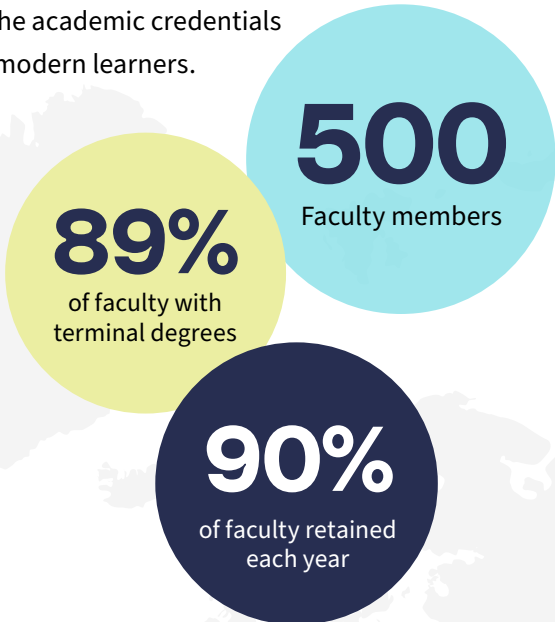 he academic credentials
modern learners.
500
Faculty members
89%
of faculty with
terminal degrees
90%
of faculty retained
each year